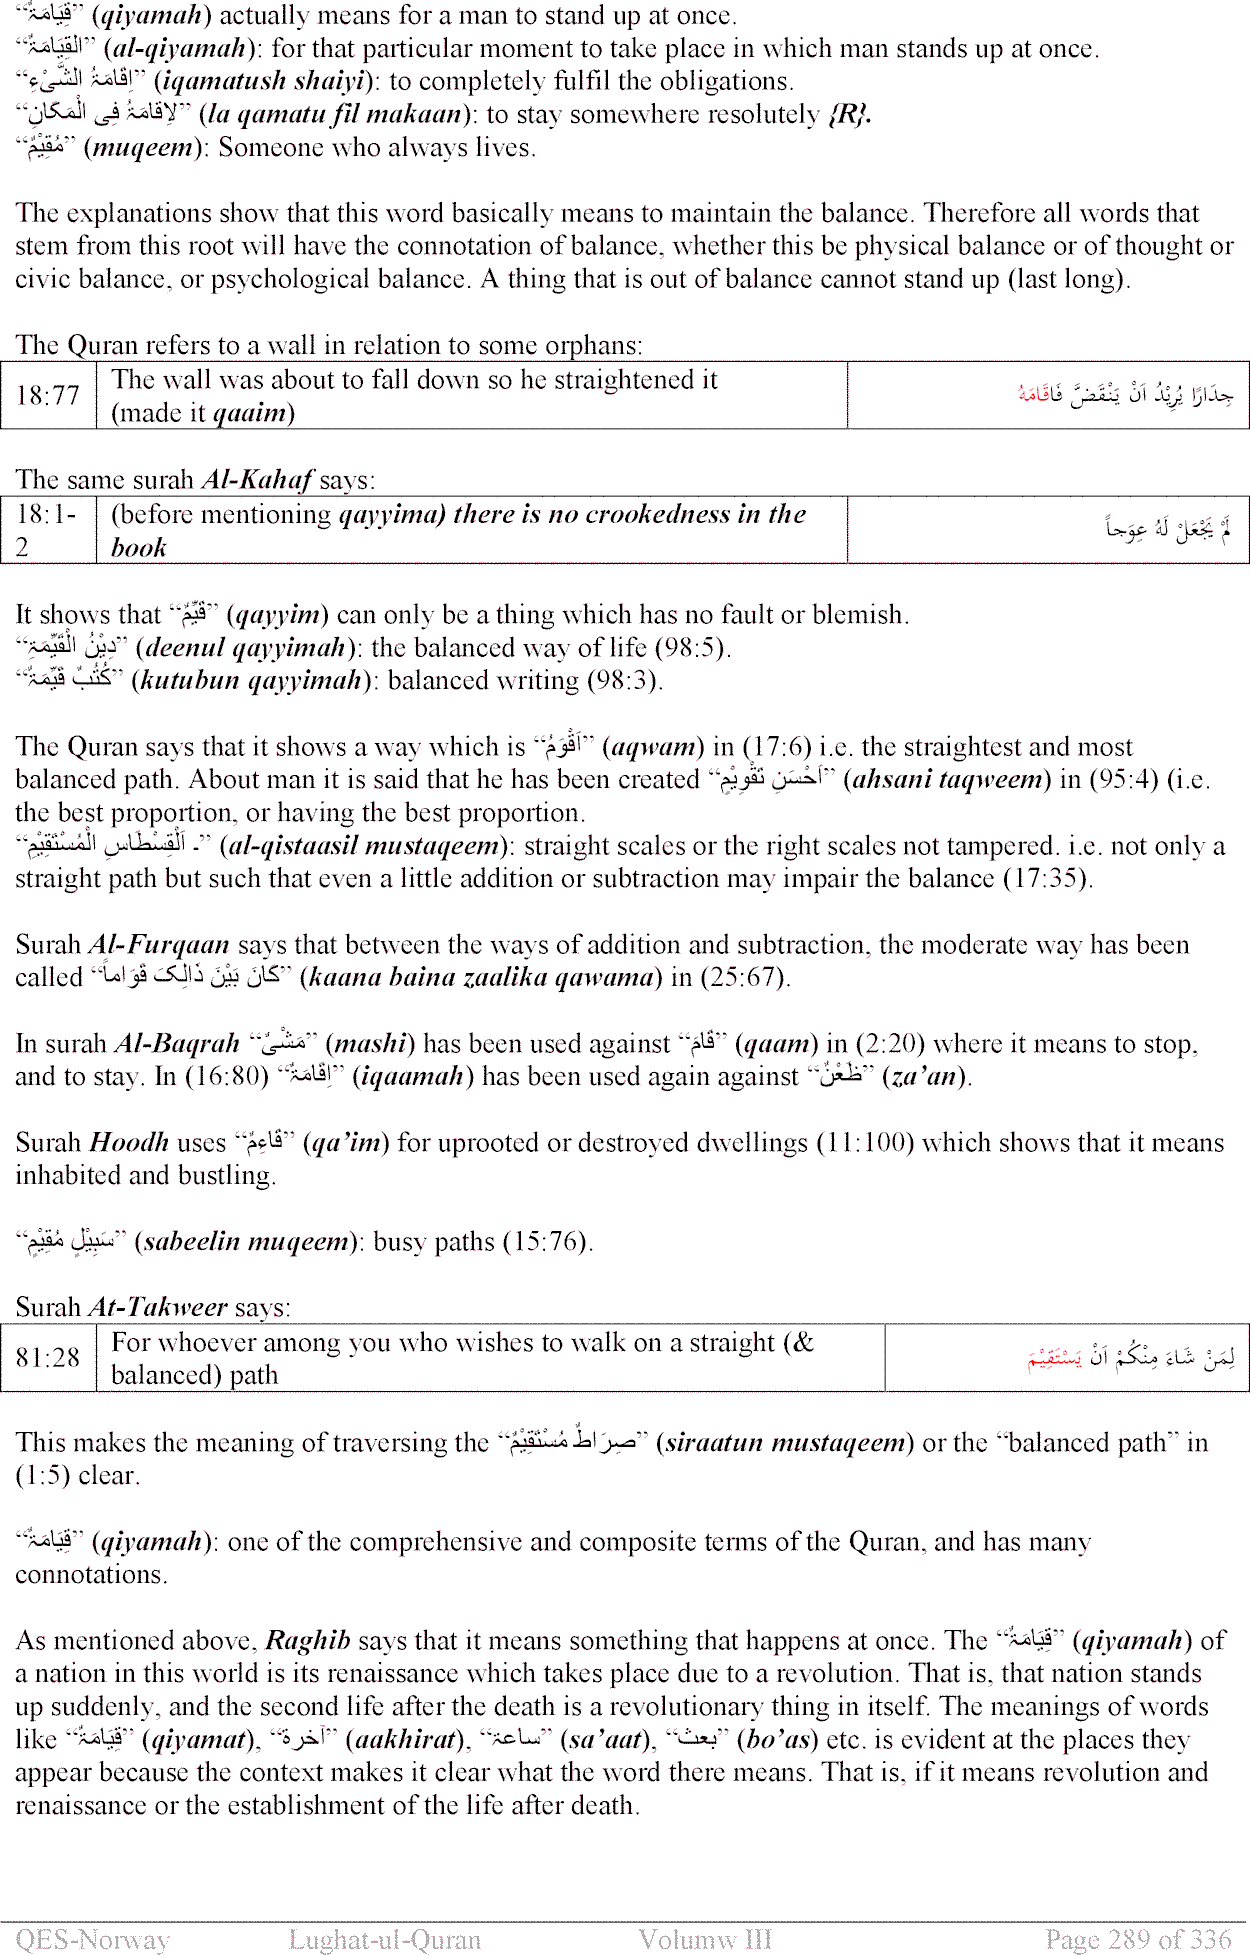 “قِيَامَۃٌ” (qiyamah) actually means for a man to stand up at once.
“القِيَامَۃُ” (al-qiyamah): for that particular moment to take place in which man stands up at once.
“اِقَامَۃُ الشَّیْءِ” (iqamatush shaiyi): to completely fulfil the obligations.
“لاِقَامَۃُ فِی الْمَکَانِ” (la qamatu fil makaan): to stay somewhere resolutely {R}.
“مُقِيْمٌ” (muqeem): Someone who always lives.
The explanations show that this word basically means to maintain the balance. Therefore all words that
stem from this root will have the connotation of balance, whether this be physical balance or of thought or
civic balance, or psychological balance. A thing that is out of balance cannot stand up (last long).
The Quran refers to a wall in relation to some orphans:
18:77 The wall was about to fall down so he straightened it جِدَارًا يُرِيْدُ اَنْ يَنْقَضَّ فَاَقَامَهُ
(made it qaaim)
The same surah Al-Kahaf says:
18:1- (before mentioning qayyima) there is no crookedness in the لَمْ يَجْعَلْ لَهُ عِوَجاً
2 book
It shows that “قَيِّمٌ” (qayyim) can only be a thing which has no fault or blemish.
“دِيْنُ الْقَيِّمَۃِ” (deenul qayyimah): the balanced way of life (98:5).
“کُتُبٌ قَيِّمَۃٌ” (kutubun qayyimah): balanced writing (98:3).
The Quran says that it shows a way which is “اَقْوَمُ” (aqwam) in (17:6) i.e. the straightest and most
balanced path. About man it is said that he has been created “اَحْسَنِ تَقْوِيْمٍ” (ahsani taqweem) in (95:4) (i.e.
the best proportion, or having the best proportion.
“اَلْقِسْطَاسِ الْمُسْتَقِيْمِ ۔” (al-qistaasil mustaqeem): straight scales or the right scales not tampered. i.e. not only a
straight path but such that even a little addition or subtraction may impair the balance (17:35).
Surah Al-Furqaan says that between the ways of addition and subtraction, the moderate way has been
called “کَانَ بَيْنَ ذَالِکَ قَوَاماً” (kaana baina zaalika qawama) in (25:67).
In surah Al-Baqrah “مَشْیٌ” (mashi) has been used against “قَامَ” (qaam) in (2:20) where it means to stop,
and to stay. In (16:80) “اِقَامَۃٌ” (iqaamah) has been used again against “ظَعْنٌ” (za’an).
Surah Hoodh uses “قَاءِمٌ” (qa’im) for uprooted or destroyed dwellings (11:100) which shows that it means
inhabited and bustling.
“سَبِيْلٍ مُقِيْمٍ” (sabeelin muqeem): busy paths (15:76).
Surah At-Takweer says:
81:28 For whoever among you who wishes to walk on a straight (& لِمَنْ شَاءَ مِنْكُمْ اَنْ يَسْتَقِيْمَ
balanced) path
This makes the meaning of traversing the “صِرَاطٌ مُسْتَقِيْمٌ” (siraatun mustaqeem) or the “balanced path” in
(1:5) clear.
“قِيَامَۃٌ” (qiyamah): one of the comprehensive and composite terms of the Quran, and has many
connotations.
As mentioned above, Raghib says that it means something that happens at once. The “قِيَامَۃٌ” (qiyamah) of
a nation in this world is its renaissance which takes place due to a revolution. That is, that nation stands
up suddenly, and the second life after the death is a revolutionary thing in itself. The meanings of words
like “قِيَامَۃٌ” (qiyamat), “آخرۃ” (aakhirat), “ساعۃ” (sa’aat), “بعث” (bo’as) etc. is evident at the places they
appear because the context makes it clear what the word there means. That is, if it means revolution and
renaissance or the establishment of the life after death.
QES-Norway Lughat-ul-Quran Volumw III Page 289 of 336